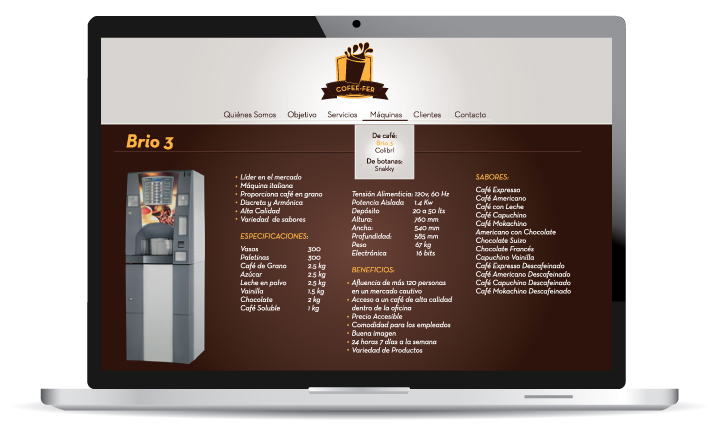 COFEE-FER
Quiénes Somos Objetivo Servicios Máquinas Clientes Contacto
De café:
Brio 3
Colibrí
De botanas:
Snakky
Brio 3
• Líder en el mercado
• Máquina italiana
• Proporciona café en grano
• Discreta y Armónica
• Alta Calidad
• Variedad de sabores
ESPECIFICACIONES:
Vasos 300
Paletinas 300
Café de Grano 2.5 kg
Azúcar 2.5 kg
Leche en polvo 2.5 kg
Vainilla 1.5 kg
Chocolate 2 kg
Café Soluble 1 kg
Tensión Alimenticia: 120v, 60 Hz
Potencia Aislada 1.4 Kw
Depósito 20 a 50 lts
Altura: 760 mm
Ancho: 540 mm
Profundidad: 585 mm
Peso 67 kg
Electrónica 16 bits
BENEFICIOS:
• Afluencia de más 120 personas
en un mercado cautivo
• Acceso a un café de alta calidad
dentro de la oficina
• Precio Accesible
• Comodidad para los empleados
• Buena imagen
• 24 horas 7 días a la semana
• Variedad de Productos
SABORES:
Café Expresso
Café Americano
Café con Leche
Café Capuchino
Café Mokachino
Americano con Chocolate
Chocolate Suizo
Chocolate Francés
Capuchino Vainilla
Café Expresso Descafeinado
Café Americano Descafeinado
Café Capuchino Descafeinado
Café Mokachino Descafeinado